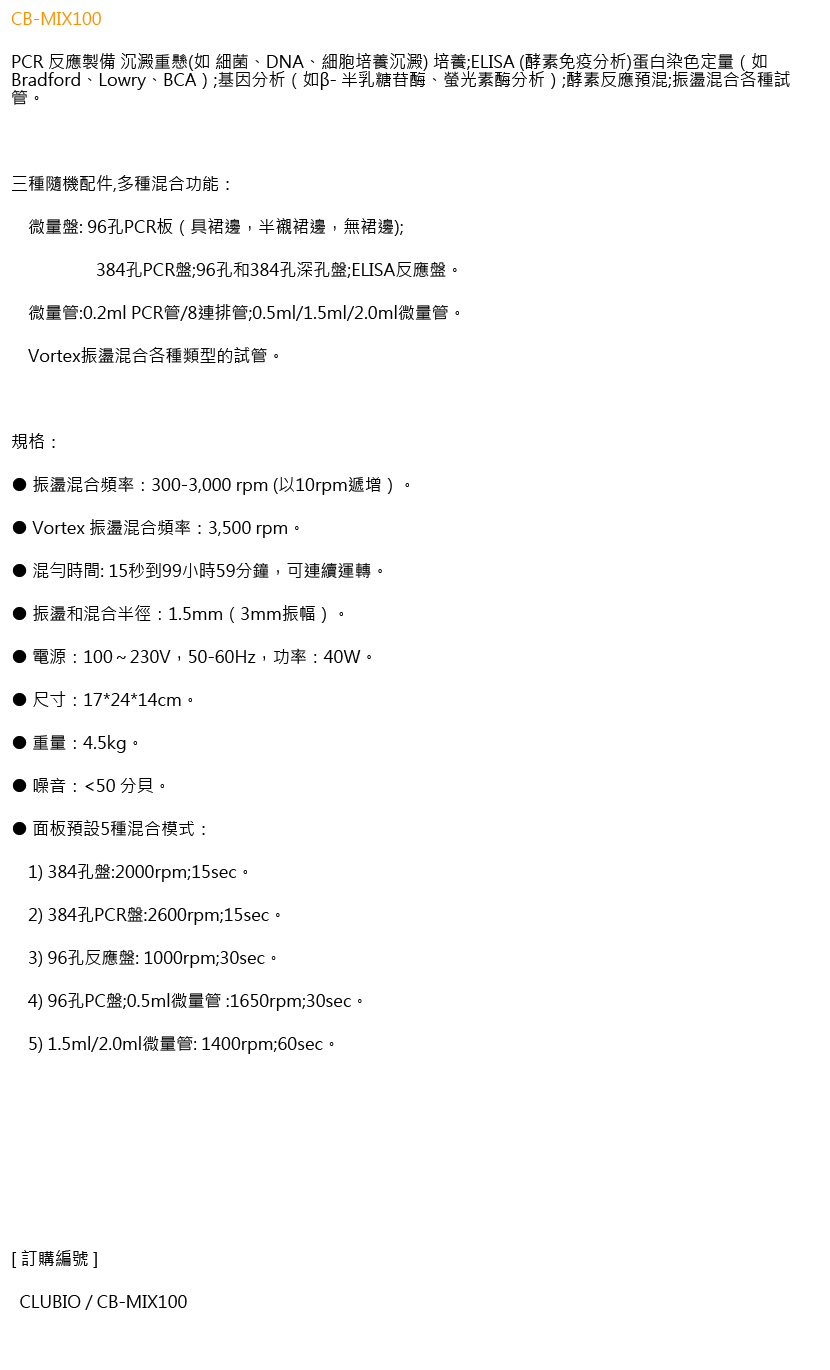 CB-MIX100
PCR 反應製備 沉澱重懸(如 細菌、DNA、細胞培養沉澱) 培養;ELISA (酵素免疫分析)蛋白染色定量（如
Bradford、Lowry、BCA）;基因分析（如β- 半乳糖苷酶、螢光素酶分析）;酵素反應預混;振盪混合各種試
管。
三種隨機配件,多種混合功能：
微量盤: 96孔PCR板（具裙邊，半襯裙邊，無裙邊);
384孔PCR盤;96孔和384孔深孔盤;ELISA反應盤。
微量管:0.2ml PCR管/8連排管;0.5ml/1.5ml/2.0ml微量管。
Vortex振盪混合各種類型的試管。
規格：
● 振盪混合頻率：300-3,000 rpm (以10rpm遞增）。
● Vortex 振盪混合頻率：3,500 rpm。
● 混勻時間: 15秒到99小時59分鐘，可連續運轉。
● 振盪和混合半徑：1.5mm（3mm振幅）。
● 電源：100～230V，50-60Hz，功率：40W。
● 尺寸：17*24*14cm。
● 重量：4.5kg。
● 噪音：<50 分貝。
● 面板預設5種混合模式：
1) 384孔盤:2000rpm;15sec。
2) 384孔PCR盤:2600rpm;15sec。
3) 96孔反應盤: 1000rpm;30sec。
4) 96孔PC盤;0.5ml微量管 :1650rpm;30sec。
5) 1.5ml/2.0ml微量管: 1400rpm;60sec。
[ 訂購編號 ]
CLUBIO / CB-MIX100